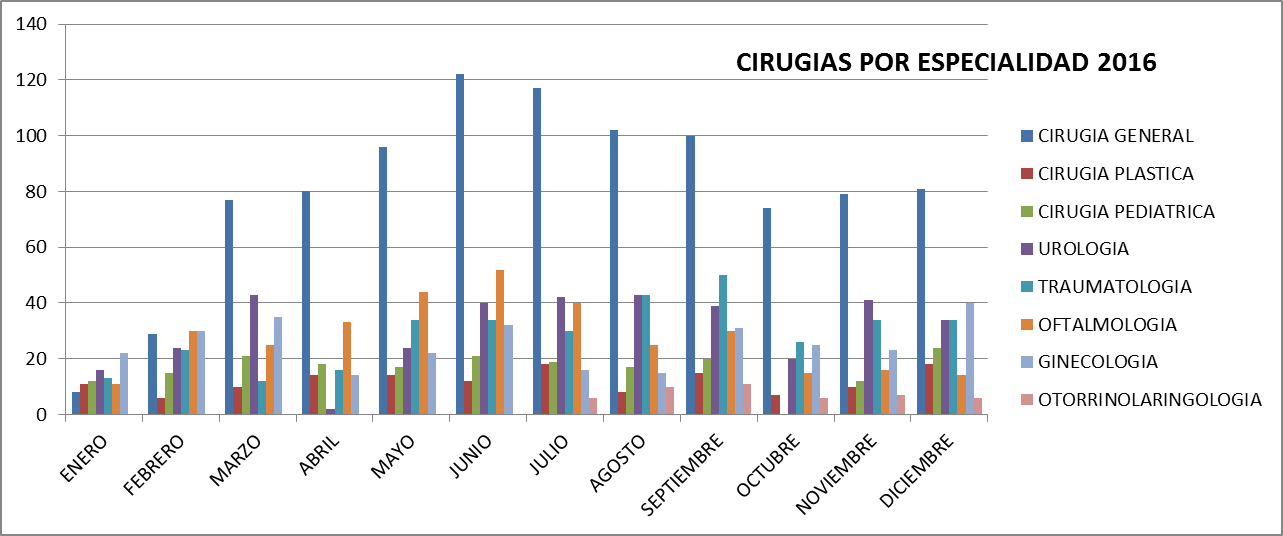 CIRUGIAS POR ESPECIALIDAD 2016
140
120
100
80
60
40
20
0
ENERO
FEBRERO
MARZO
ABRIL
MAYO
JUNIO
JULIO
AGOSTO
SEPTIEMBRE
OCTUBRE
NOVIEMBRE
DICIEMBRE
CIRUGIA GENERAL
CIRUGIA PLASTICA
CIRUGIA PEDIATRICA
UROLOGIA
TRAUMATOLOGIA
OFTALMOLOGIA
GINECOLOGIA
OTORRINOLARINGOLOGIA